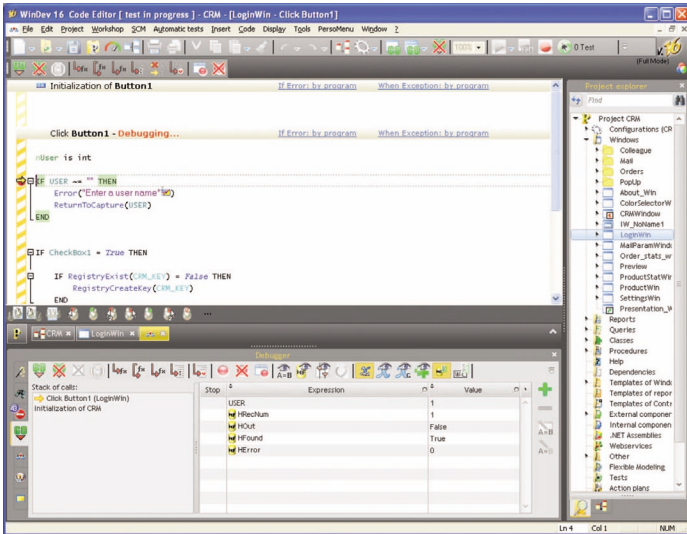 WinDev 16 Code Editor [ test in progress ] - CRM - [LoginWin - Click Button1]
File Edit Project Workshop SCM Automatic tests Insert Code Display Tools PersoMenu Window ?
100%
0 Test
(Full Mode)
Initialization of Button1 If Error: by program When Exception: by program
Click Button1 - Debugging... If Error: by program When Exception: by program
nUser is int
IF USER ~= "" THEN
Error("Enter a user name")
ReturnToCapture(USER)
END
IF CheckBox1 = True THEN
IF RegistryExist(CRM_KEY) = False THEN
RegistryCreateKey(CRM_KEY)
END
Project explorer
Find
Project CRM
Configurations (CR
Windows
Colleague
Mail
Orders
PopUp
About_Win
ColorSelectorW
CRMWindow
IW_NoName1
LoginWin
MailParamWind
Order_stats_w
Preview
ProductStatWin
ProductWin
SettingsWin
Presentation_W
Reports
Queries
Classes
Procedures
Help
Dependencies
Templates of Windo
Templates of repor
Templates of Contr
External componer
Internal componen
.NET Assemblies
Webservices
Other
Flexible Modeling
Tests
Action plans
CRM LoginWin
Debugger
Stack of calls:
Click Button1 (LoginWin)
Initialization of CRM
Stop Expression Value
USER 1
HRecNum 1
HOut False
HFound True
HError 0
A=B
A=B
Ln 4 Col 1 NUM